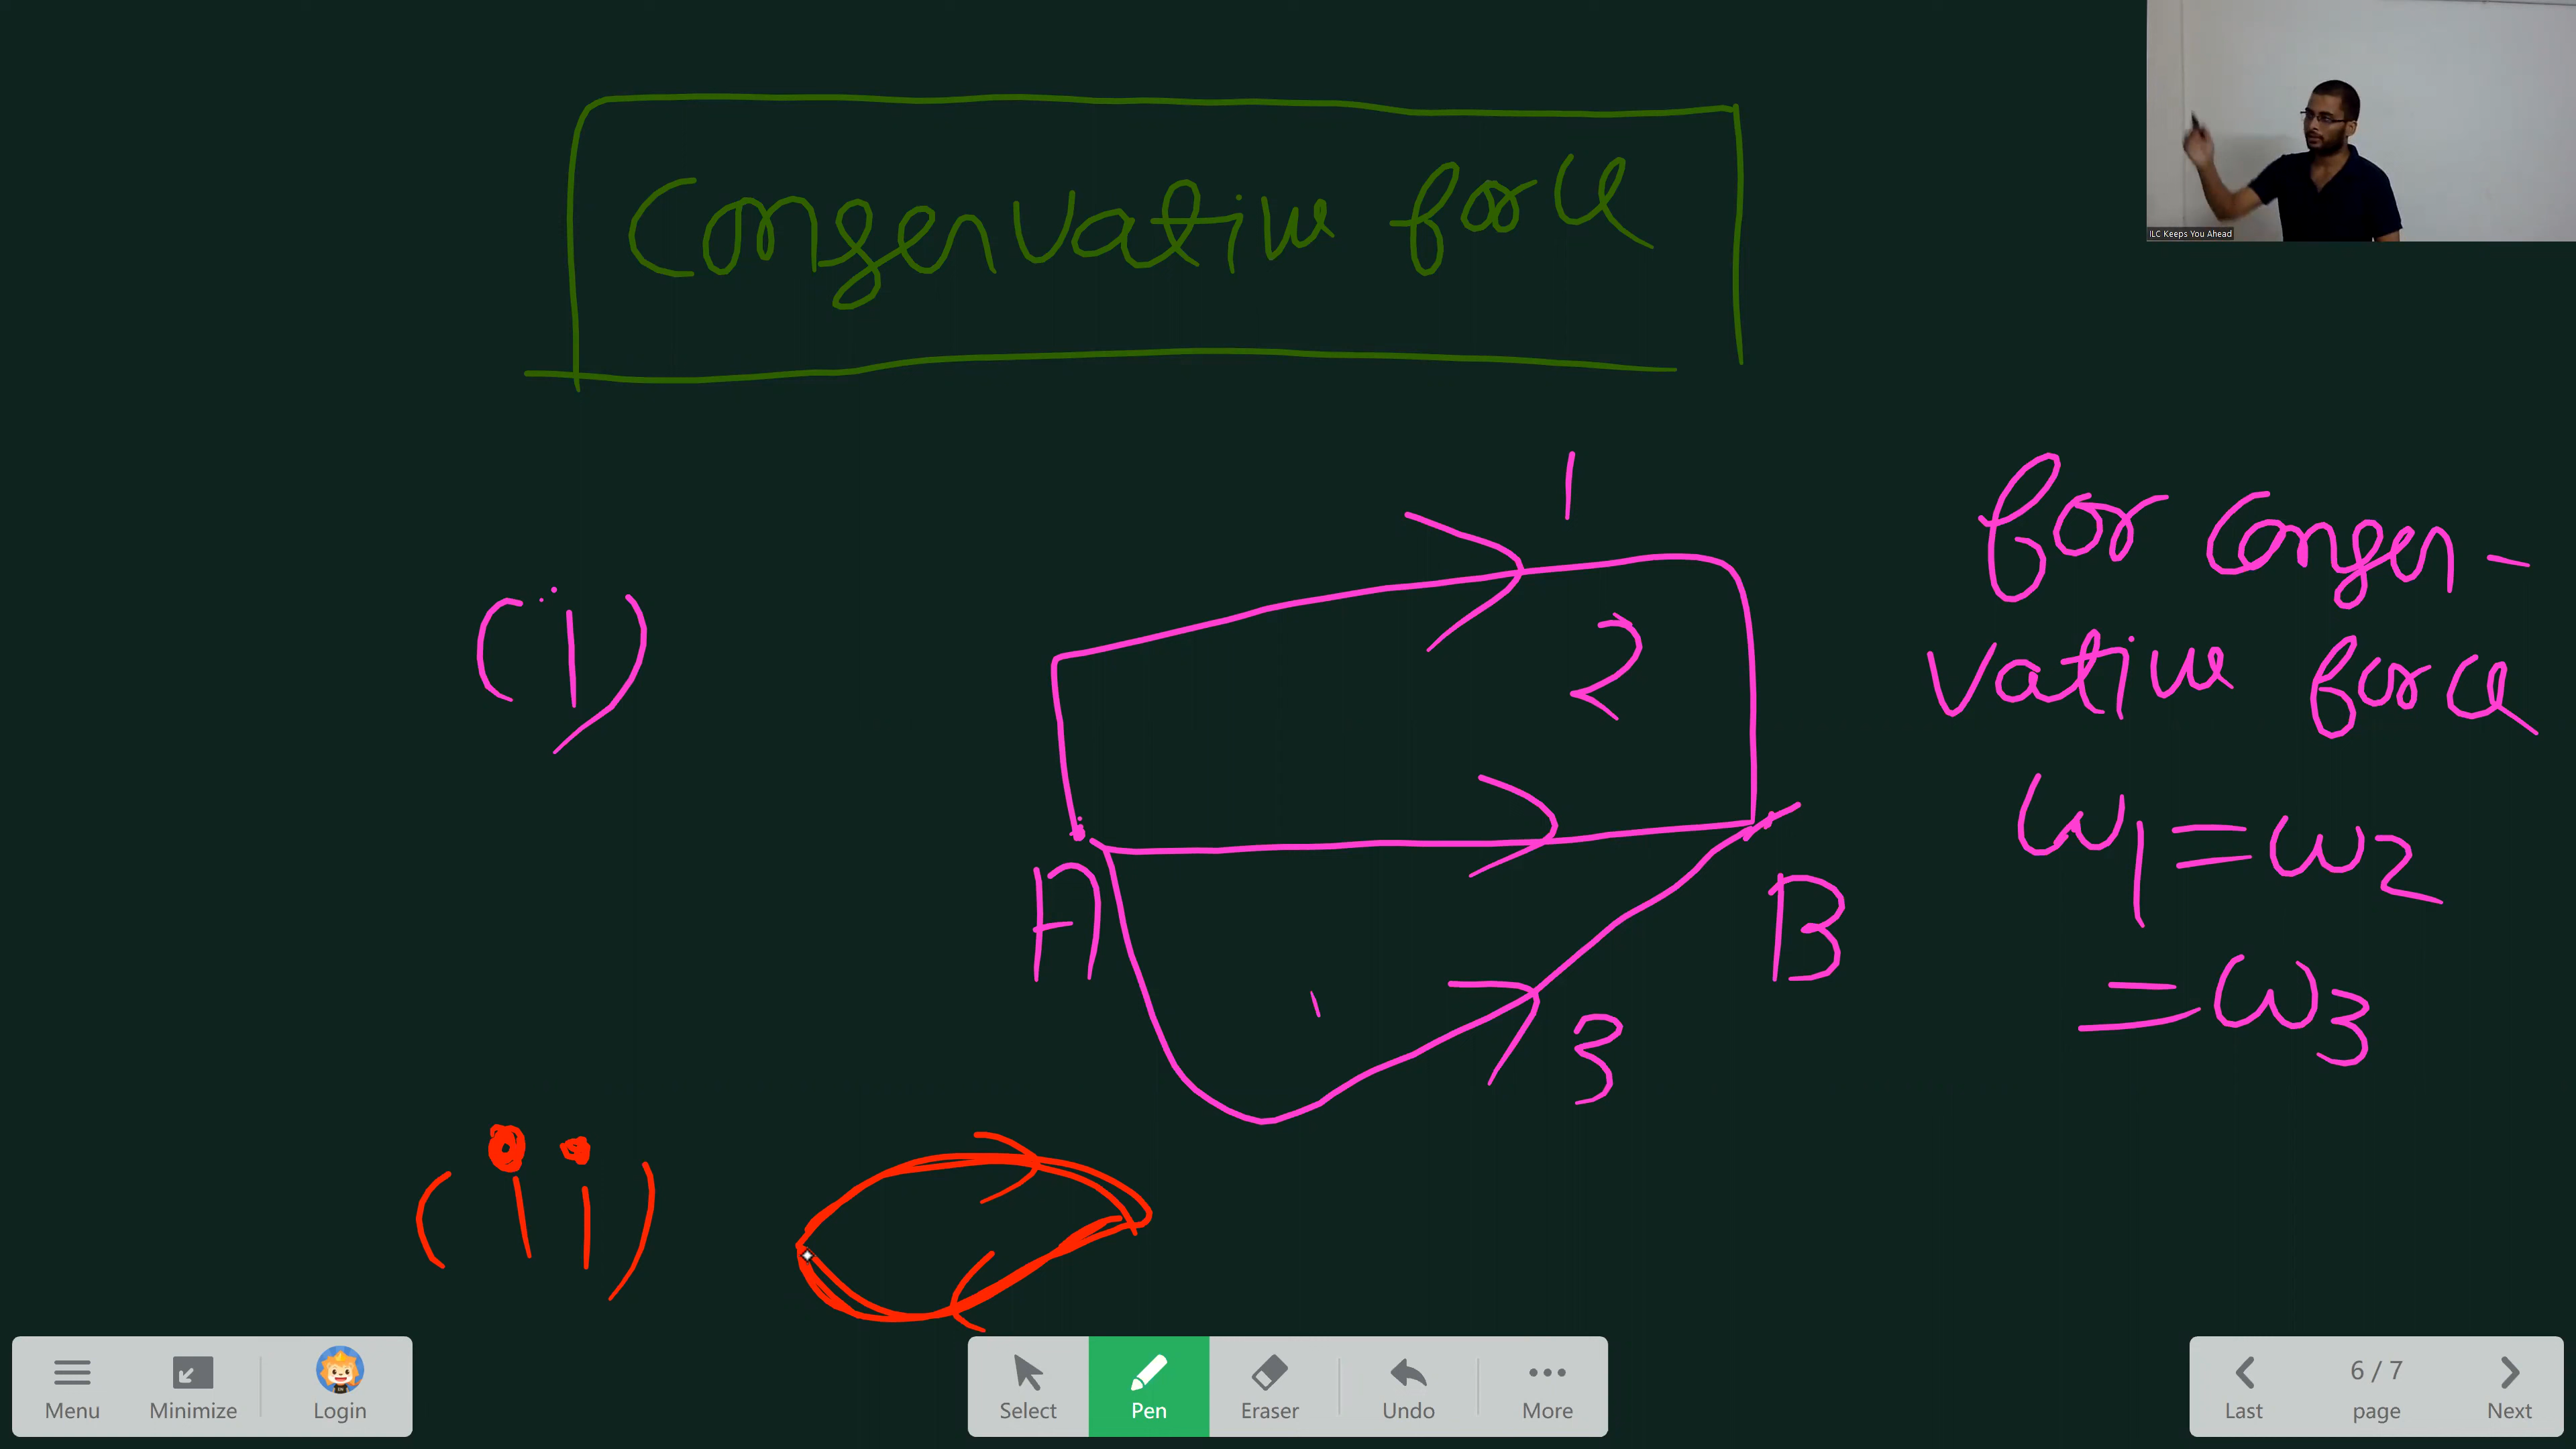 ILC Keeps You Ahead
Conservative force
1
2
3
A
B
for conser-
vative force
W1 = W2
= W3
(i)
(ii)
Menu
Minimize
Login
Select
Pen
Eraser
Undo
More
Last
6 / 7
page
Next